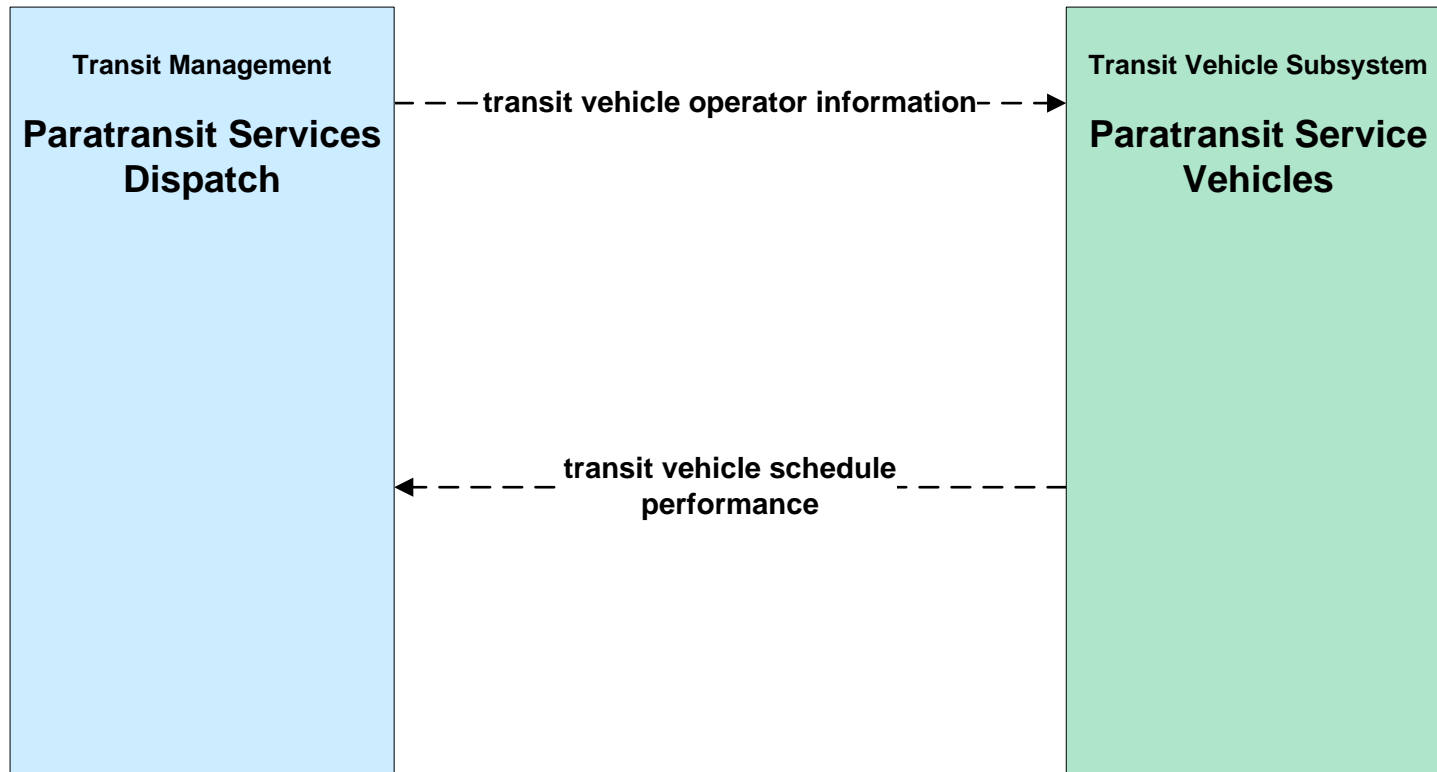 Transit Management
Paratransit Services
Dispatch
transit vehicle operator information
Transit Vehicle Subsystem
Paratransit Service
Vehicles
transit vehicle schedule
performance